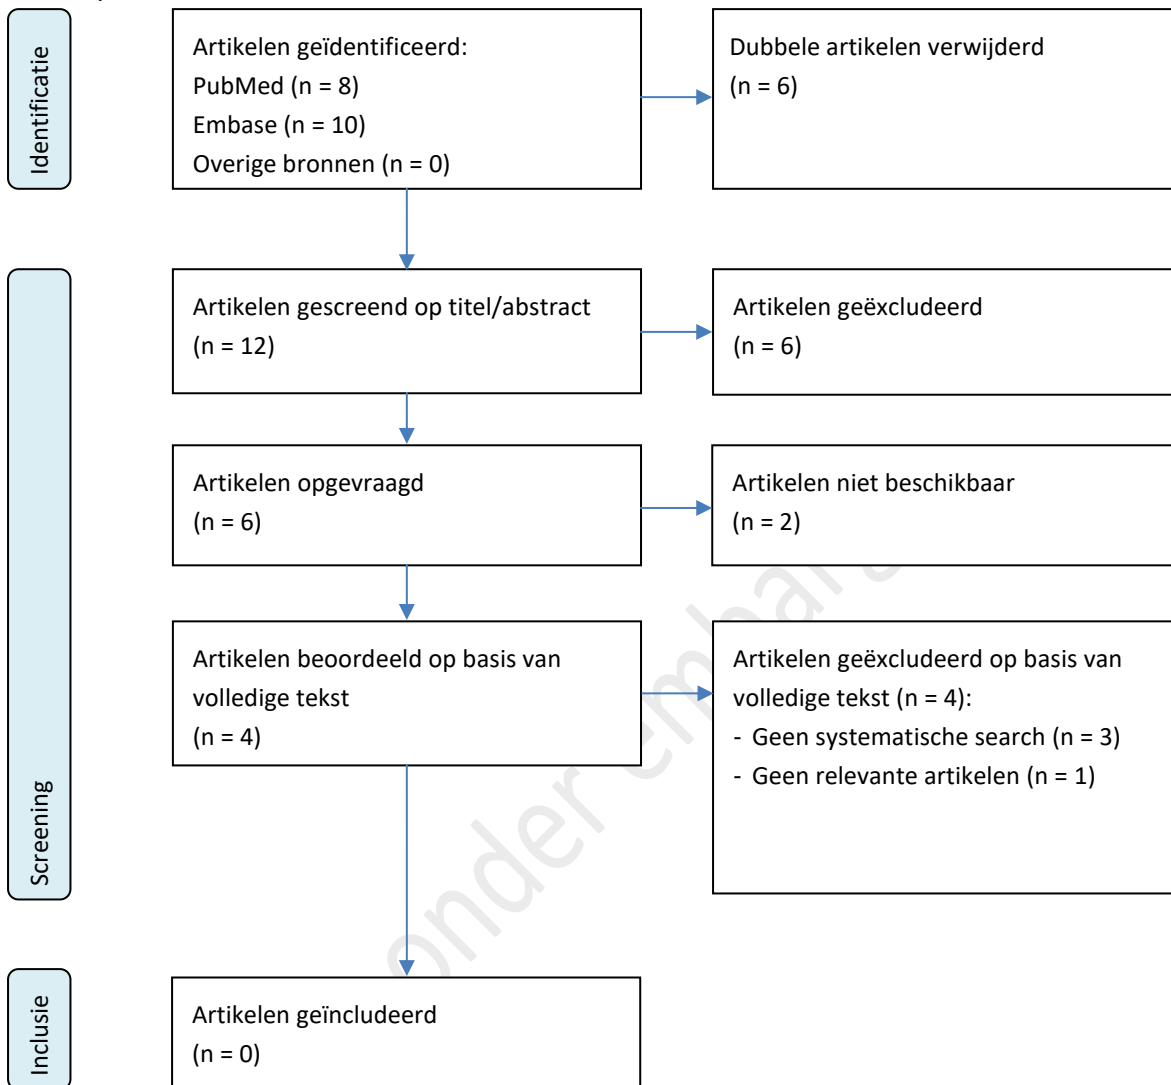 Identificatie
Artikelen geïdentificeerd:
PubMed (n = 8)
Embase (n = 10)
Overige bronnen (n = 0)
Dubbele artikelen verwijderd
(n = 6)
Screening
Artikelen gescreend op titel/abstract
(n = 12)
Artikelen geëxcludeerd
(n = 6)
Artikelen opgevraagd
(n = 6)
Artikelen niet beschikbaar
(n = 2)
Artikelen beoordeeld op basis van
volledige tekst
(n = 4)
Artikelen geëxcludeerd op basis van
volledige tekst (n = 4):
- Geen systematische search (n = 3)
- Geen relevante artikelen (n = 1)
onder
Inclusie
Artikelen geïncludeerd
(n = 0)